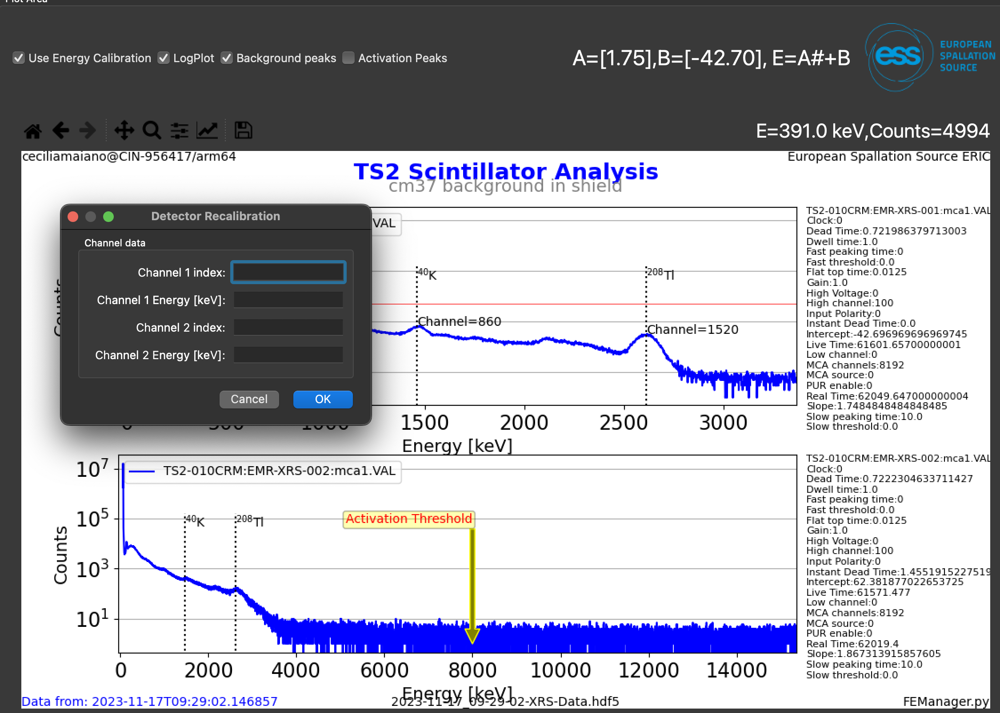 Plot Area
Use Energy Calibration LogPlot Background peaks Activation Peaks
A=[1.75],B=[-42.70], E=A#+B
ess
EUROPEAN
SPALLATION
SOURCE
E=391.0 keV,Counts=4994
ceciliamaiano@CIN-956417/arm64
European Spallation Source ERIC
TS2 Scintillator Analysis
cm37 background in shield
Detector Recalibration
Channel data
Channel 1 index:
Channel 1 Energy [keV]:
Channel 2 index:
Channel 2 Energy [keV]:
Cancel OK
VAL
40K
208Tl
Channel=860
Channel=1520
Counts
0 500 1000 1500 2000 2500 3000
Energy [keV]
TS2-010CRM:EMR-XRS-001:mca1.VAL
Clock:0
Dead Time:0.721986379713003
Dwell time:1.0
Fast peaking time:0
Fast threshold:0.0
Flat top time:0.0125
Gain:1.0
High Voltage:0
High channel:100
Input Polarity:0
Instant Dead Time:0.0
Intercept:-42.696969696969745
Live Time:61601.65700000001
Low channel:0
MCA channels:8192
MCA source:0
PUR enable:0
Real Time:62049.647000000004
Slope:1.7484848484848485
Slow peaking time:10.0
Slow threshold:0.0
10^7
10^5
10^3
10^1
Counts
TS2-010CRM:EMR-XRS-002:mca1.VAL
40K
208Tl
Activation Threshold
0 2000 4000 6000 8000 10000 12000 14000
Energy [keV]
TS2-010CRM:EMR-XRS-002:mca1.VAL
Clock:0
Dead Time:0.7222304633711427
Dwell time:1.0
Fast peaking time:0
Fast threshold:0.0
Flat top time:0.0125
Gain:1.0
High Voltage:0
High channel:100
Input Polarity:0
Instant Dead Time:1.4551915227519
Intercept:62.381877022653725
Live Time:61571.477
Low channel:0
MCA channels:8192
MCA source:0
PUR enable:0
Real Time:62019.4
Slope:1.867313915857605
Slow peaking time:10.0
Slow threshold:0.0
Data from: 2023-11-17T09:29:02.146857
2023-11-17_09-29-02-XRS-Data.hdf5
FEManager.py